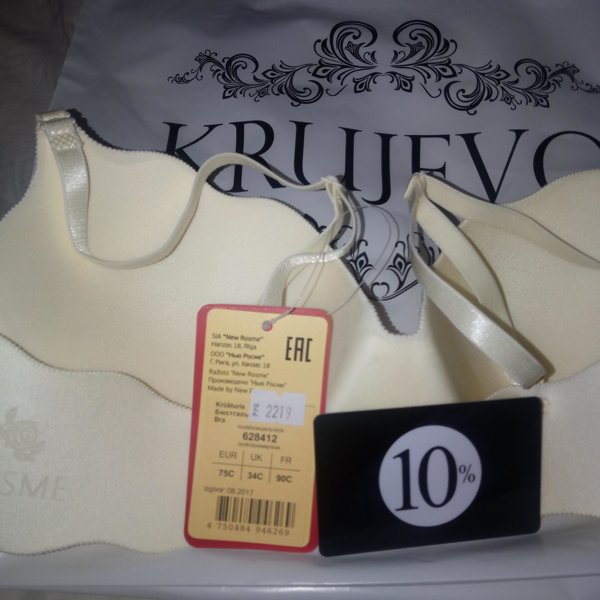 KRUJEVO
SIA "New Rosme"
Hanzas 18, Rīga
ООО "Нью Росме"
Г. Рига, ул. Ханзас 18
Ražots "New Rosme"
Произведено "Нью Росме"
Made by New
EAC
Krūšturis
Бюстгаль
Bra
E 2219
628412
EUR UK FR
75C 34C 90C
08.2017
4 750484 946269
10%
SME